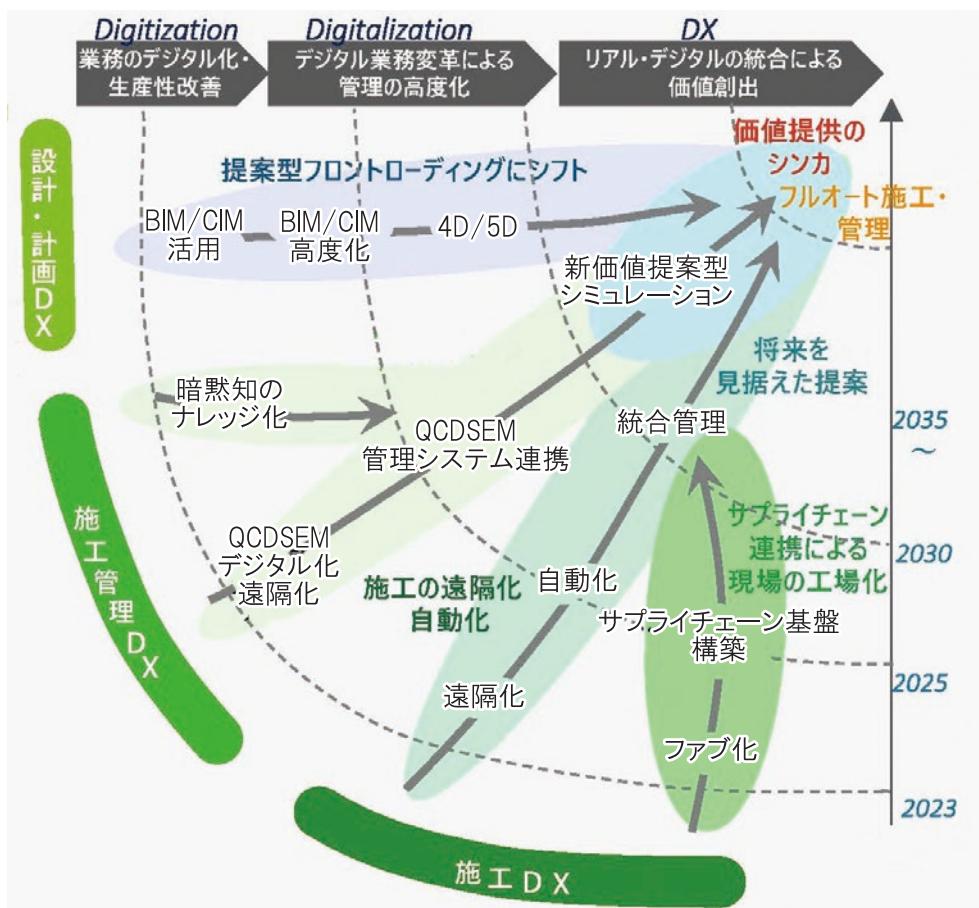 Digitization
業務のデジタル化・
生産性改善
Digitalization
デジタル業務変革による
管理の高度化
DX
リアル・デジタルの統合による
価値創出
価値提供の
シンカ
フルオート施工・
管理
設計・計画DX
提案型フロントローディングにシフト
BIM/CIM
活用
BIM/CIM
高度化
4D/5D
新価値提案型
シミュレーション
将来を
見据えた提案
暗黙知の
ナレッジ化
QCDSEM
管理システム連携
統合管理
2035
～
施工管理DX
QCDSEM
デジタル化
遠隔化
施工の遠隔化
自動化
自動化
サプライチェーン
連携による
現場の工場化
2030
サプライチェーン基盤
構築
2025
遠隔化
ファブ化
2023
施工DX